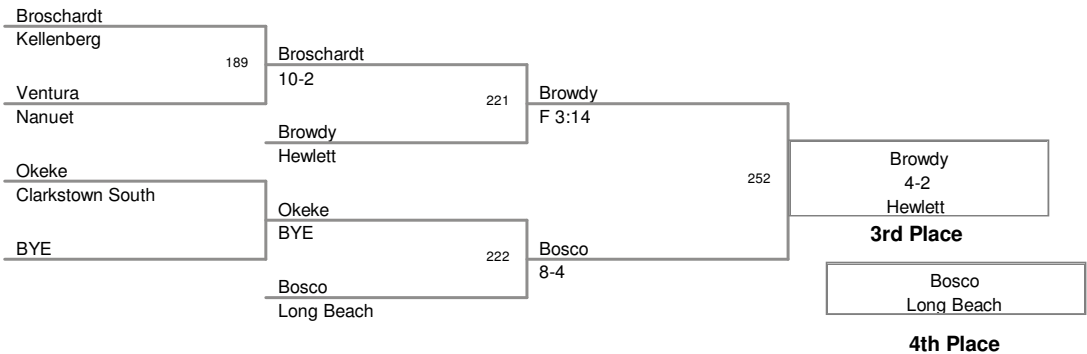 Broschardt
Kellenberg
189
Broschardt
10-2
Ventura
Nanuet
221
Browdy
F 3:14
Browdy
Hewlett
Okeke
Clarkstown South
252
Browdy
4-2
Hewlett
3rd Place
Okeke
BYE
BYE
222
Bosco
8-4
Bosco
Long Beach
Bosco
Long Beach
4th Place